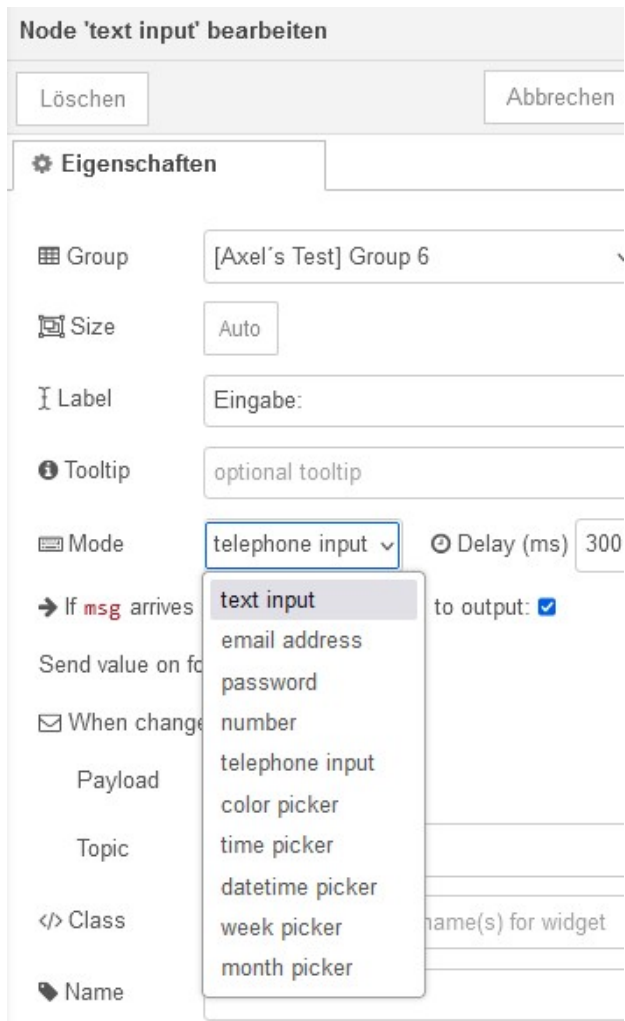 Node 'text input' bearbeiten
Löschen
Abbrechen
Eigenschaften
Group [Axel´s Test] Group 6
Size Auto
Label Eingabe:
Tooltip optional tooltip
Mode telephone input Delay (ms) 300
If msg arrives to output:
text input
email address
password
number
telephone input
color picker
time picker
datetime picker
week picker
month picker
Send value on
When
Payload
Topic
Class for widget
Name